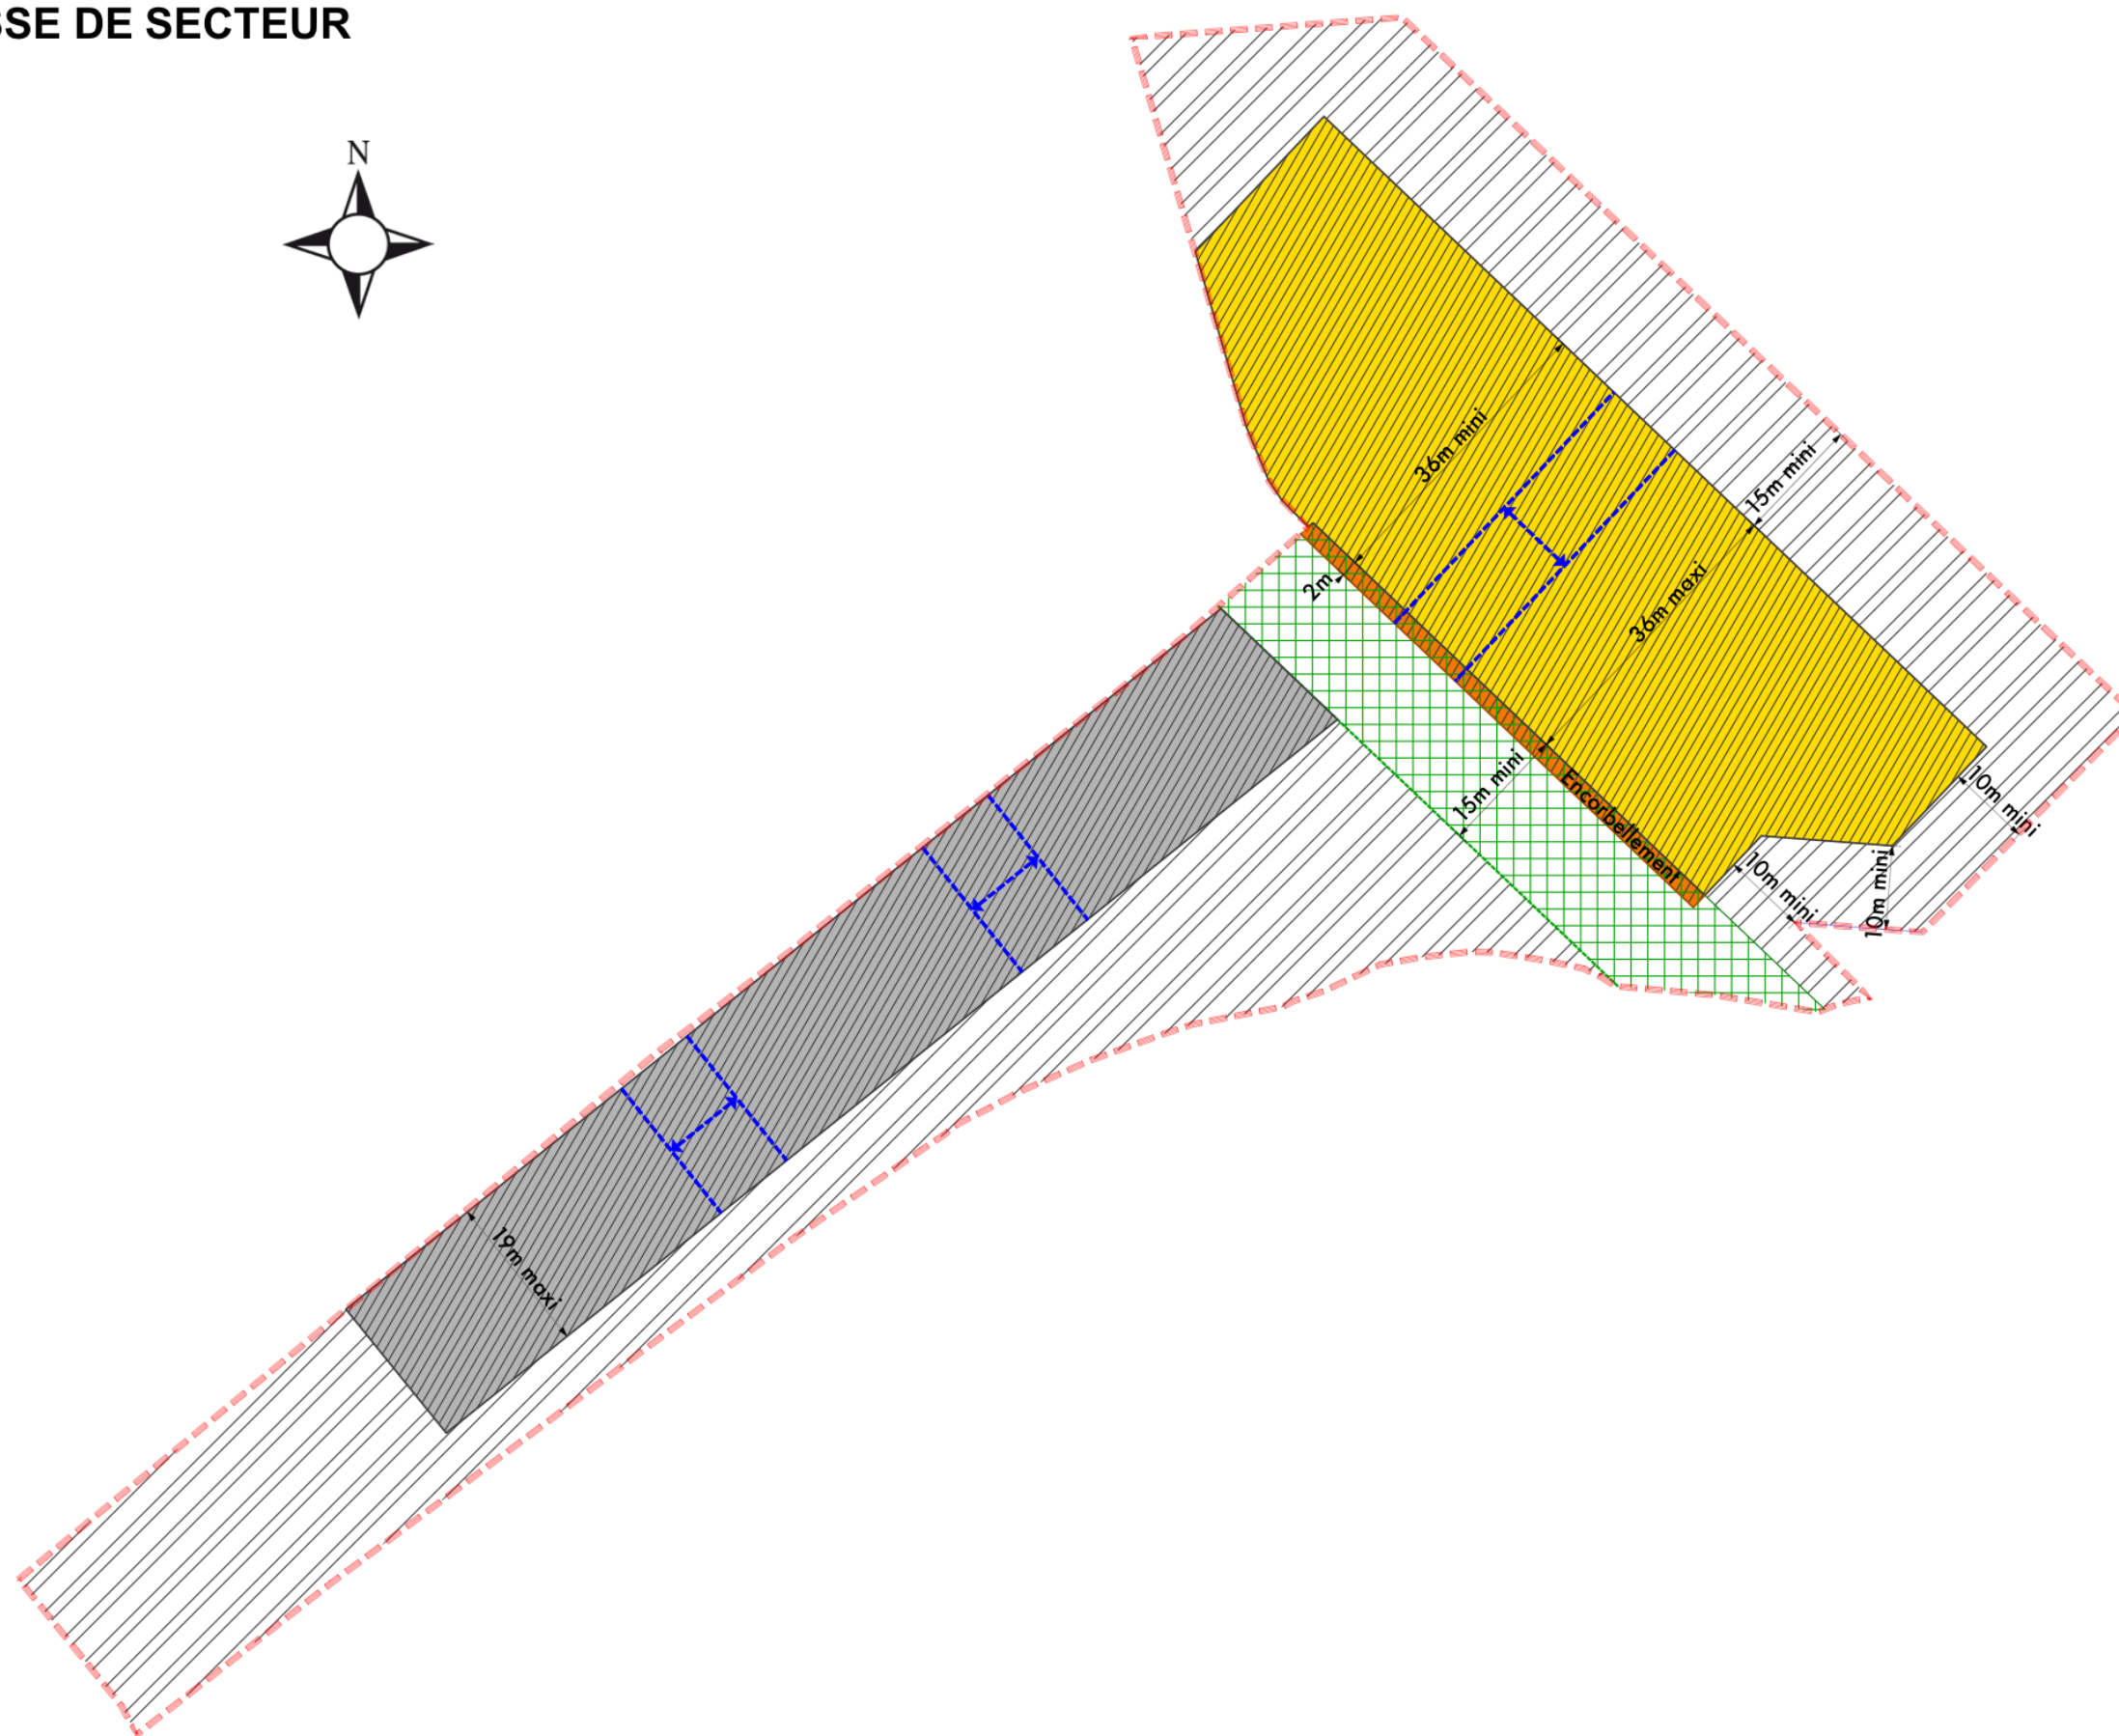 SSE DE SECTEUR
N
36m mini
15m mini
2m
36m maxi
15m mini
Encorbellement
10m mini
10m mini
10m mini
19m maxi